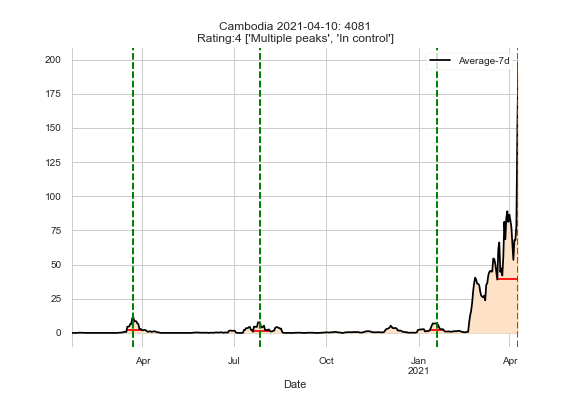 Cambodia 2021-04-10: 4081
Rating:4 ['Multiple peaks', 'In control']
Average-7d
200
175
150
125
100
75
50
25
0
Apr
Jul
Oct
Jan
2021
Apr
Date